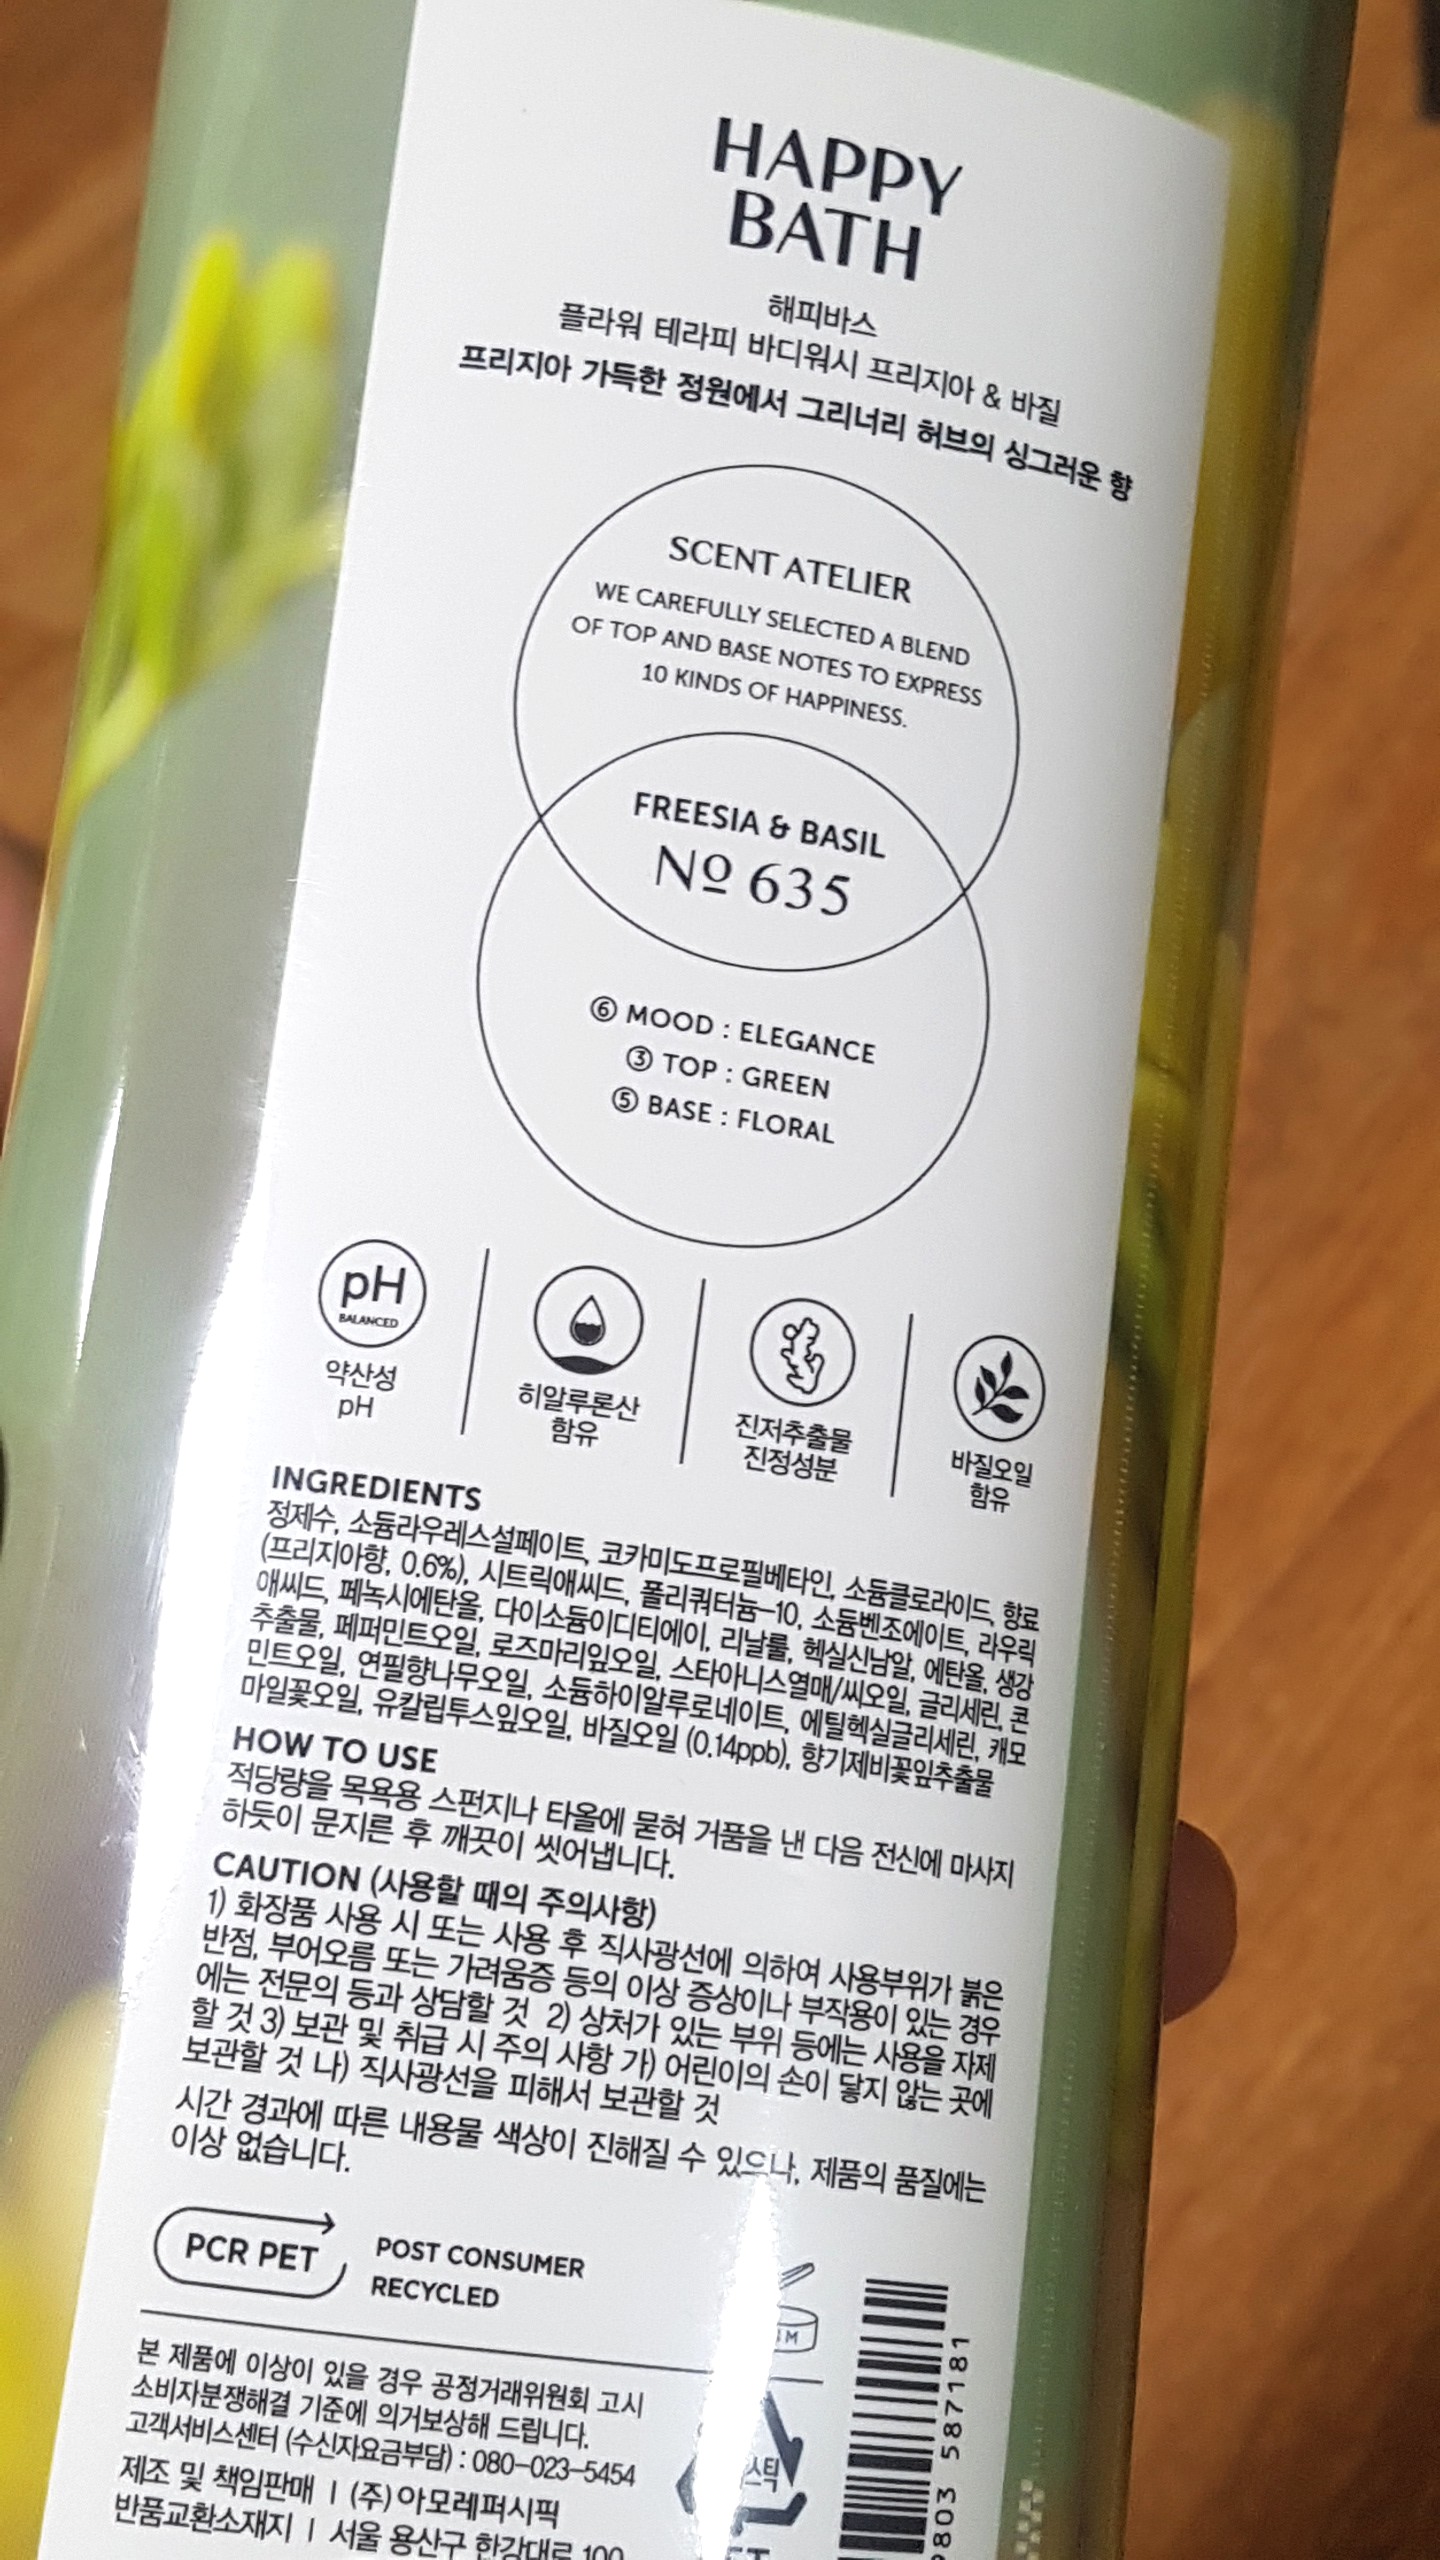 HAPPY
BATH
해피바스
플라워 테라피 바디워시 프리지아 & 바질
프리지아 가득한 정원에서 그리너리 허브의 싱그러운 향
SCENT ATELIER
WE CAREFULLY SELECTED A BLEND
OF TOP AND BASE NOTES TO EXPRESS
10 KINDS OF HAPPINESS.
FREESIA & BASIL
Nº 635
⑥ MOOD : ELEGANCE
③ TOP : GREEN
⑤ BASE : FLORAL
pH
BALANCED
약산성
pH
히알루론산
함유
진저추출물
진정성분
바질오일
함유
INGREDIENTS
정제수, 소듐라우레스설페이트, 코카미도프로필베타인, 소듐클로라이드, 향료
(프리지아향, 0.6%), 시트릭애씨드, 폴리쿼터늄-10, 소듐벤조에이트, 라우릭
애씨드, 페녹시에탄올, 다이소듐이디티에이, 리날룰, 헥실신남알, 에탄올, 생강
추출물, 페퍼민트오일, 로즈마리잎오일, 스타아니스열매/씨오일, 글리세린, 콘
민트오일, 연필향나무오일, 소듐하이알루로네이트, 에틸헥실글리세린, 캐모
마일꽃오일, 유칼립투스잎오일, 바질오일 (0.14ppb), 향기제비꽃잎추출물
HOW TO USE
적당량을 목욕용 스펀지나 타올에 묻혀 거품을 낸 다음 전신에 마사지
하듯이 문지른 후 깨끗이 씻어냅니다.
CAUTION (사용할 때의 주의사항)
1) 화장품 사용 시 또는 사용 후 직사광선에 의하여 사용부위가 붉은
반점, 부어오름 또는 가려움증 등의 이상 증상이나 부작용이 있는 경우
에는 전문의 등과 상담할 것 2) 상처가 있는 부위 등에는 사용을 자제
할 것 3) 보관 및 취급 시 주의 사항 가) 어린이의 손이 닿지 않는 곳에
보관할 것 나) 직사광선을 피해서 보관할 것
시간 경과에 따른 내용물 색상이 진해질 수 있으나, 제품의 품질에는
이상 없습니다.
PCR PET
POST CONSUMER
RECYCLED
본 제품에 이상이 있을 경우 공정거래위원회 고시
소비자분쟁해결 기준에 의거보상해 드립니다.
고객서비스센터 (수신자요금부담) : 080-023-5454
제조 및 책임판매 | (주)아모레퍼시픽
반품교환소재지 | 서울 용산구 한강대로 100
9803 587181